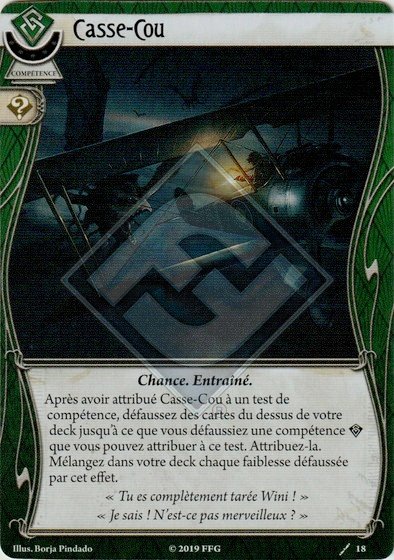 Casse-Cou
COMPÉTENCE
?
Chance. Entrainé.
Après avoir attribué Casse-Cou à un test de
compétence, défaussez des cartes du dessus de votre
deck jusqu'à ce que vous défaussiez une compétence
que vous pouvez attribuer à ce test. Attribuez-la.
Mélangez dans votre deck chaque faiblesse défaussée
par cet effet.
« Tu es complètement tarée Wini ! »
« Je sais ! N'est-ce pas merveilleux ? »
Illus. Borja Pindado © 2019 FFG 18